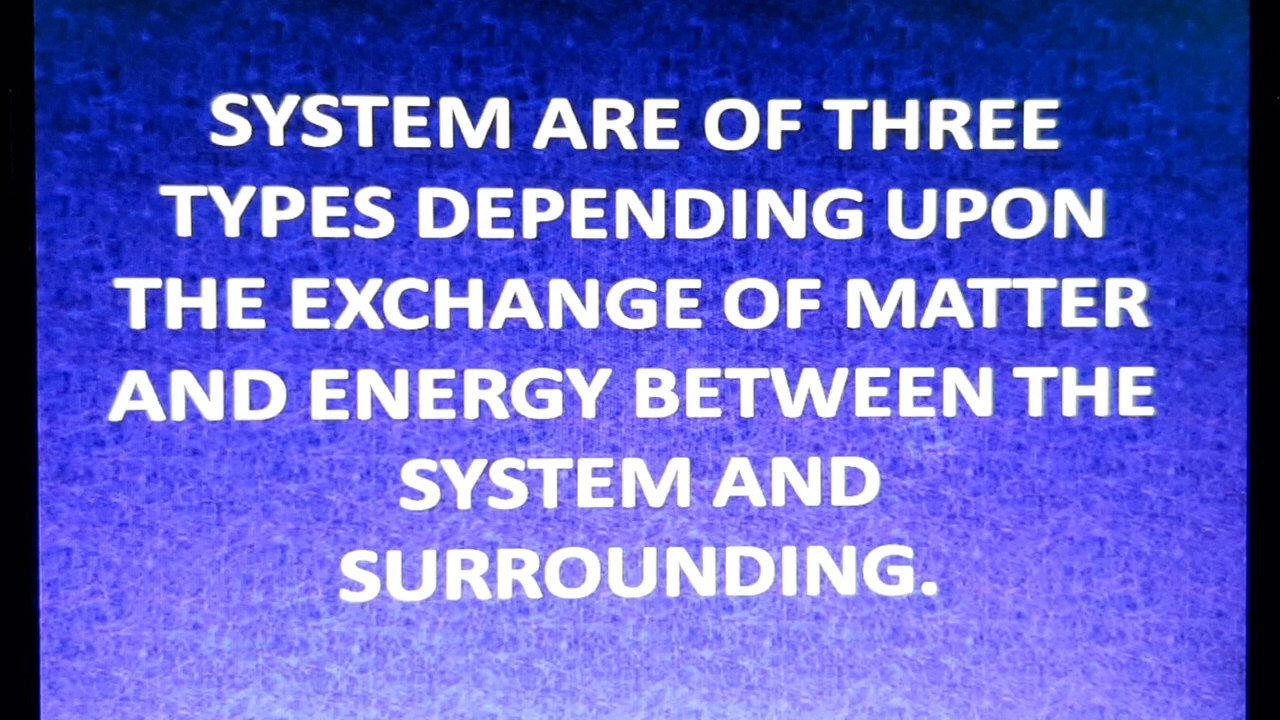 SYSTEM ARE OF THREE
TYPES DEPENDING UPON
THE EXCHANGE OF MATTER
AND ENERGY BETWEEN THE
SYSTEM AND
SURROUNDING.